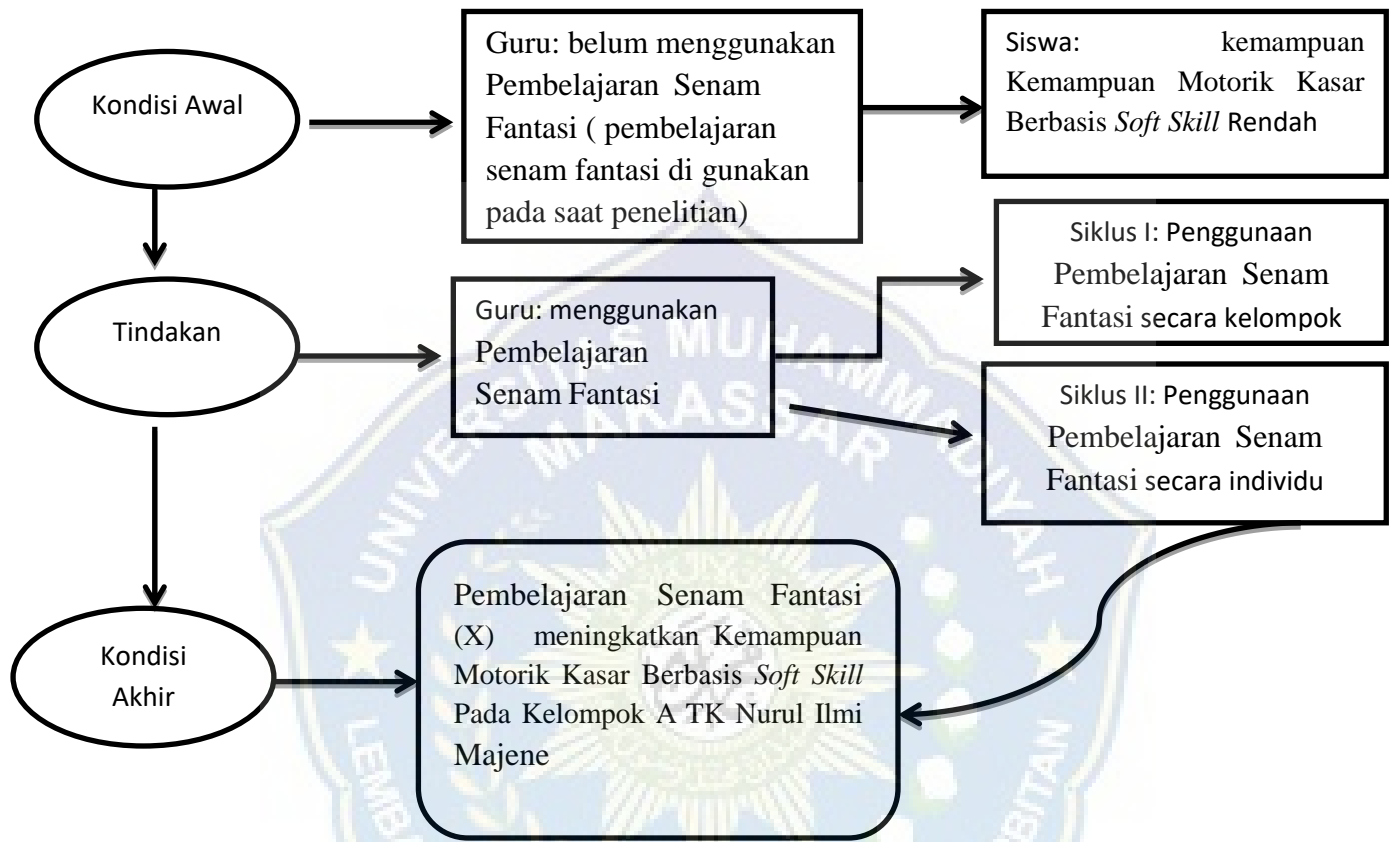 Kondisi Awal
Guru: belum menggunakan
Pembelajaran Senam
Fantasi ( pembelajaran
senam fantasi di gunakan
pada saat penelitian)
Siswa: kemampuan
Kemampuan Motorik Kasar
Berbasis Soft Skill Rendah
Tindakan
Guru: menggunakan
Pembelajaran
Senam Fantasi
Siklus I: Penggunaan
Pembelajaran Senam
Fantasi secara kelompok
Siklus II: Penggunaan
Pembelajaran Senam
Fantasi secara individu
Kondisi
Akhir
Pembelajaran Senam Fantasi
(X) meningkatkan Kemampuan
Motorik Kasar Berbasis Soft Skill
Pada Kelompok A TK Nurul Ilmi
Majene
UNIVERSITAS MUHAMMADIYAH
MAKASSAR